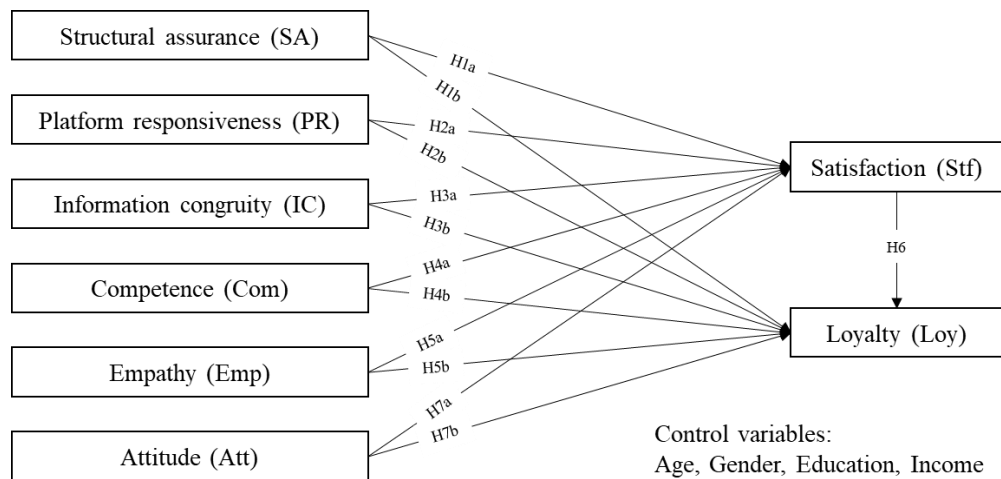 Structural assurance (SA)
H1a
H1b
Platform responsiveness (PR)
H2a
H2b
Satisfaction (Stf)
Information congruity (IC)
H3a
H3b
H6
Competence (Com)
H4a
H4b
Loyalty (Loy)
Empathy (Emp)
H5a
H5b
Attitude (Att)
H7a
H7b
Control variables:
Age, Gender, Education, Income